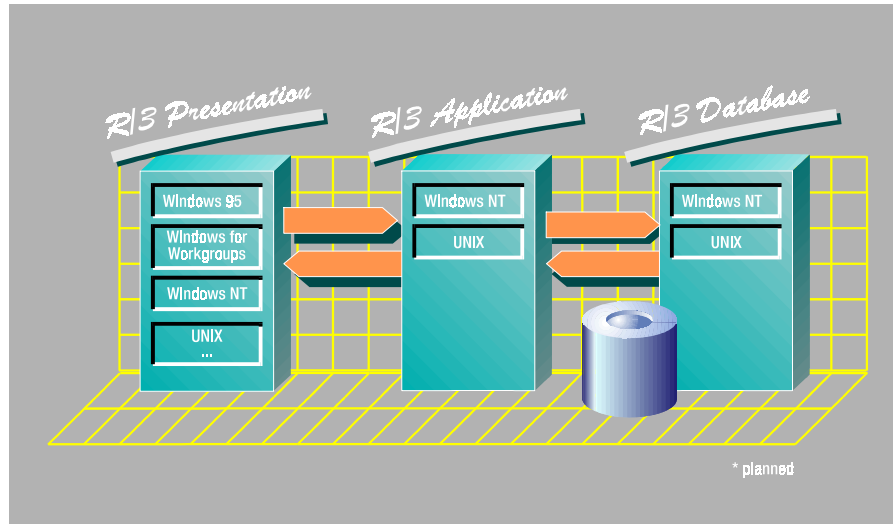 R/3 Presentation
R/3 Application
R/3 Database
Windows 95
Windows for
Workgroups
Windows NT
UNIX
...
Windows NT
UNIX
Windows NT
UNIX
* planned